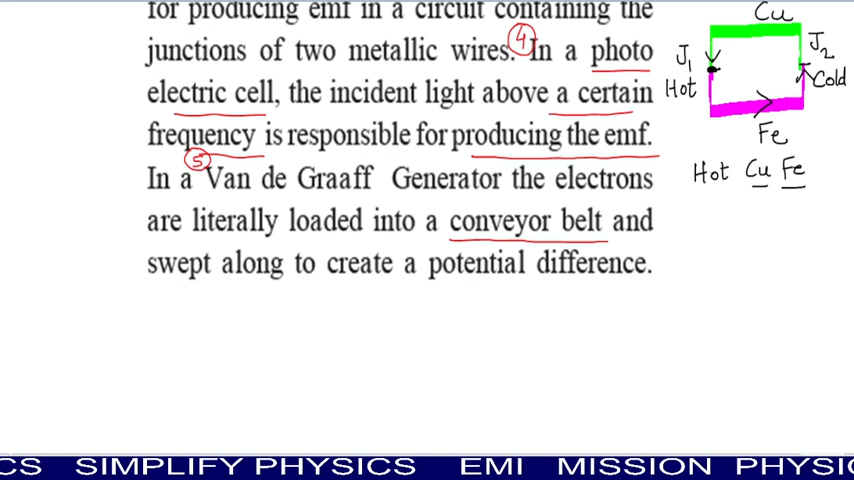 for producing emf in a circuit containing the
junctions of two metallic wires. ④ In a photo
electric cell, the incident light above a certain
frequency is responsible for producing the emf.
⑤
In a Van de Graaff Generator the electrons
are literally loaded into a conveyor belt and
swept along to create a potential difference.
Cu
J1 J2
Hot Cold
Fe
Hot Cu Fe
CS SIMPLIFY PHYSICS EMI MISSION PHYSIC